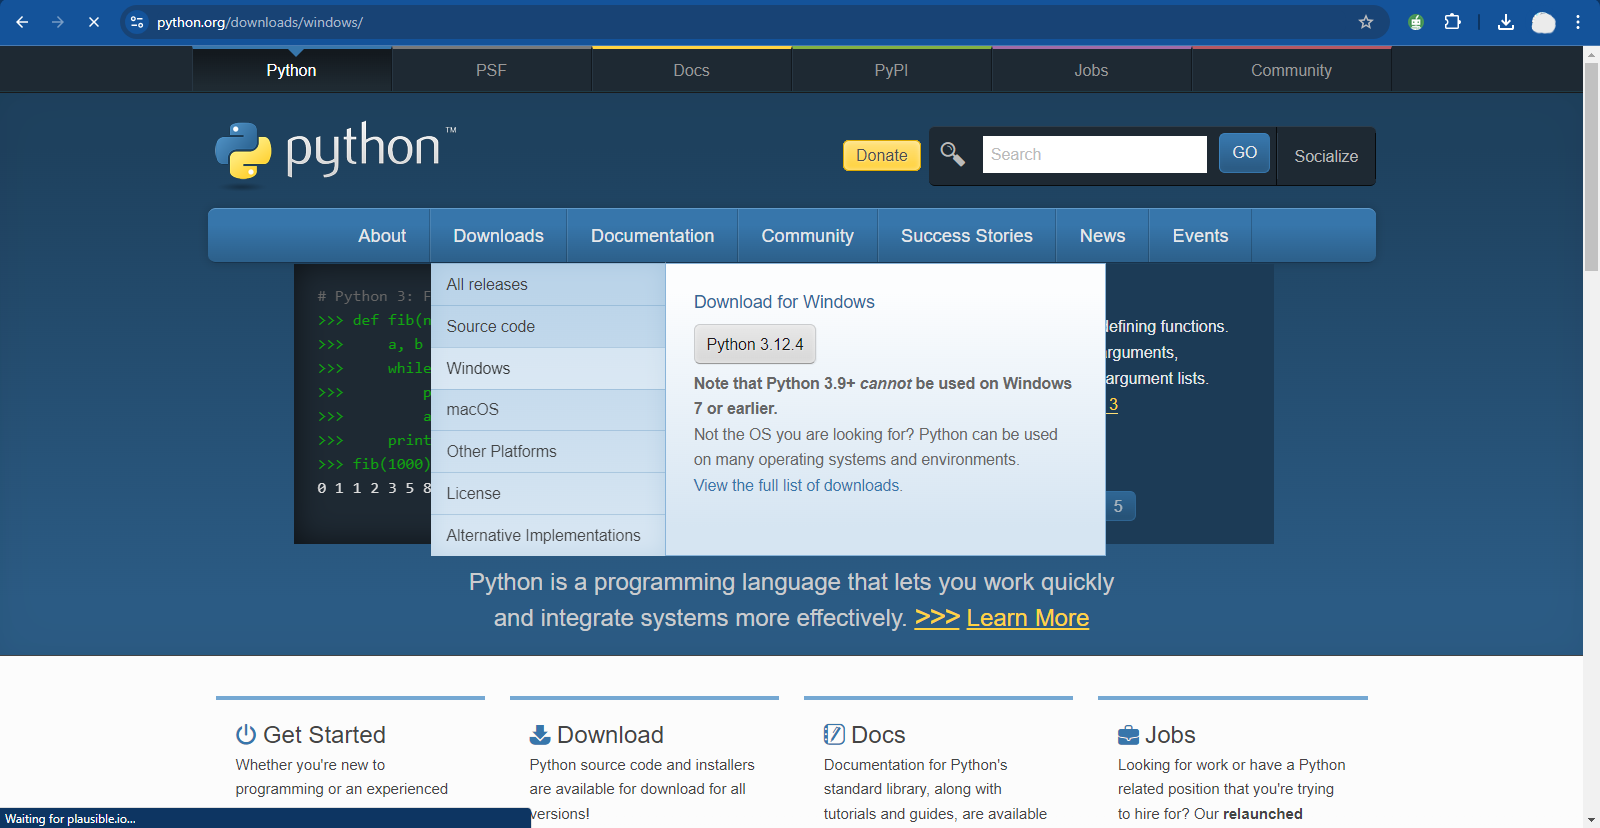 python.org/downloads/windows/
Python
PSF
Docs
PyPI
Jobs
Community
python™
Donate
Search
GO
Socialize
About
Downloads
Documentation
Community
Success Stories
News
Events
All releases
Source code
Windows
macOS
Other Platforms
License
Alternative Implementations
Download for Windows
Python 3.12.4
Note that Python 3.9+ cannot be used on Windows
7 or earlier.
Not the OS you are looking for? Python can be used
on many operating systems and environments.
View the full list of downloads.
# Python 3: F
>>> def fib(n
>>> a, b
>>> while
>>> p
>>> a
>>> print
>>> fib(1000)
0 1 1 2 3 5 8
defining functions.
arguments,
argument lists.
3
5
Python is a programming language that lets you work quickly
and integrate systems more effectively. >>> Learn More
Get Started
Whether you're new to
programming or an experienced
Download
Python source code and installers
are available for download for all
versions!
Docs
Documentation for Python's
standard library, along with
tutorials and guides, are available
Jobs
Looking for work or have a Python
related position that you're trying
to hire for? Our relaunched
Waiting for plausible.io...